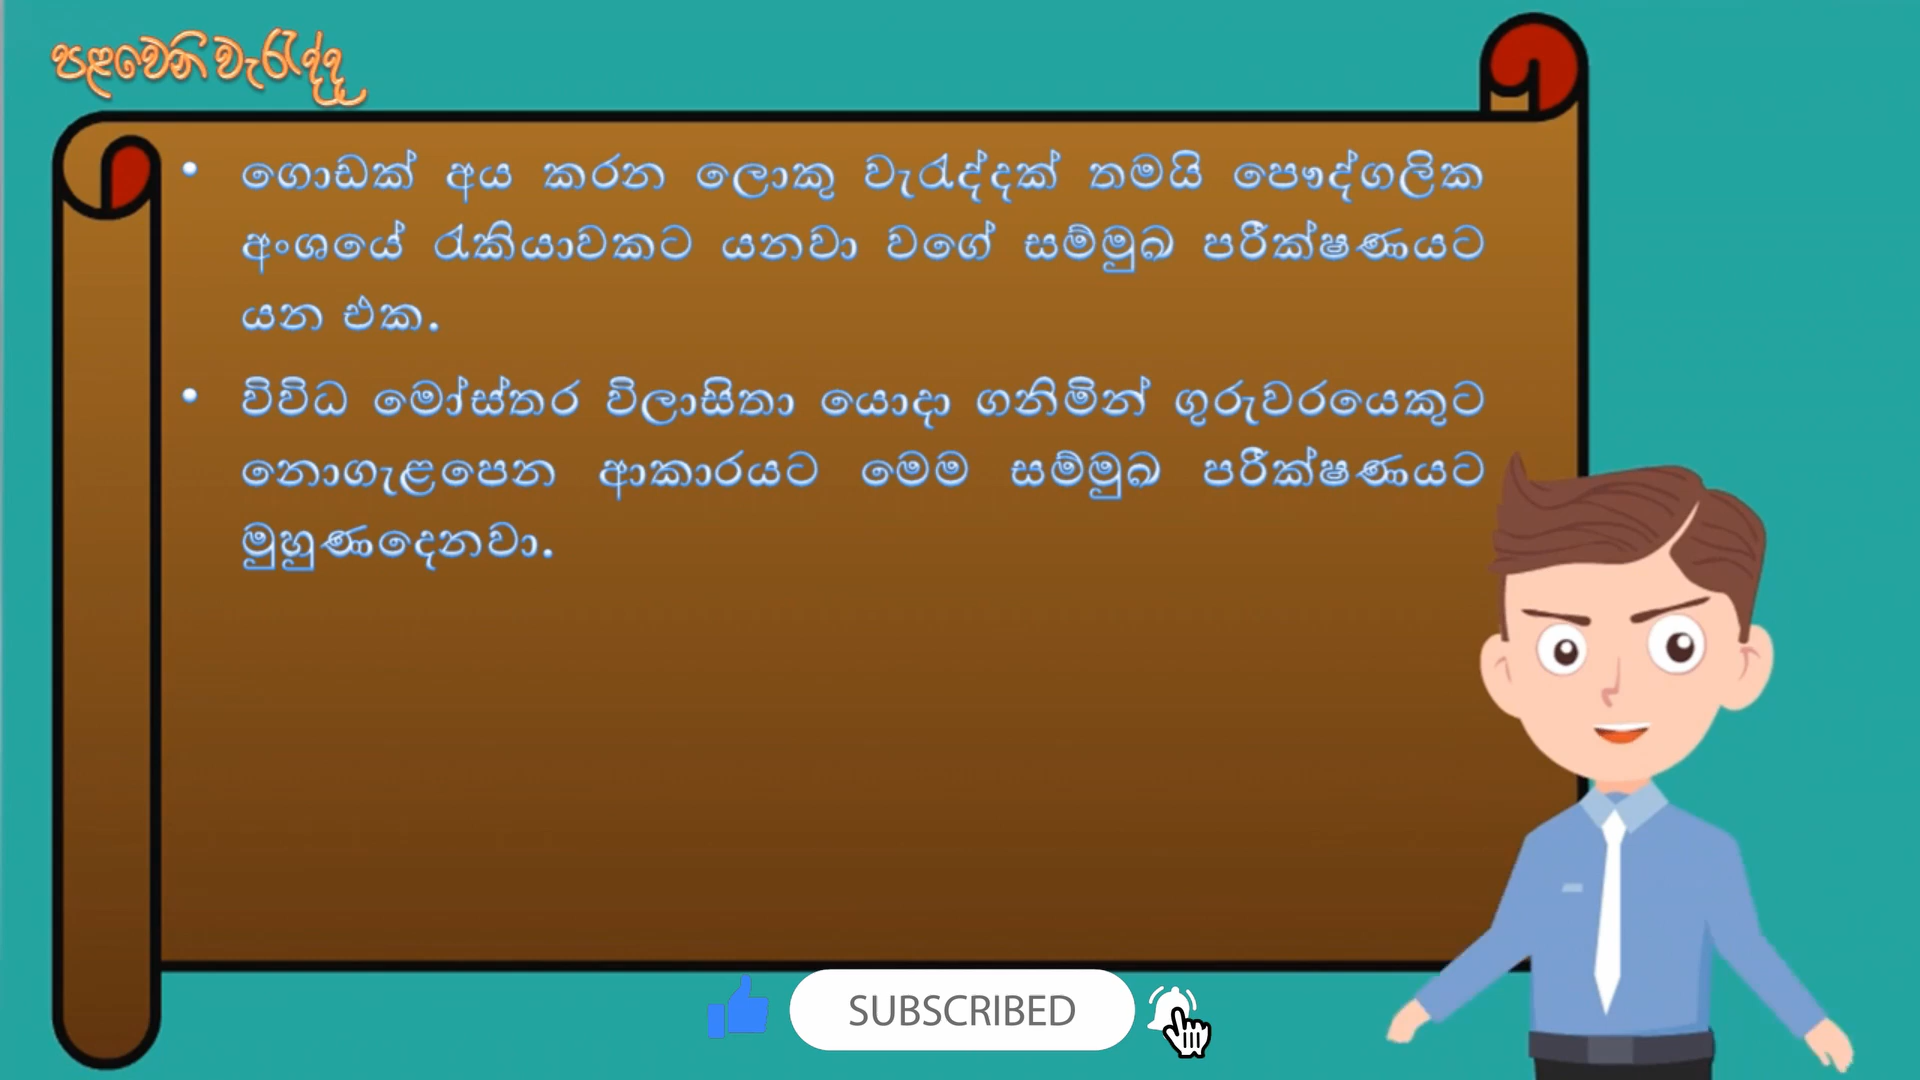 පළවෙනි වැරැද්ද
• ගොඩක් අය කරන ලොකු වැරැද්දක් තමයි පෞද්ගලික
අංශයේ රැකියාවකට යනවා වගේ සම්මුඛ පරීක්ෂණයට
යන එක.
• විවිධ මෝස්තර විලාසිතා යොදා ගනිමින් ගුරුවරයෙකුට
නොගැළපෙන ආකාරයට මෙම සම්මුඛ පරීක්ෂණයට
මුහුණදෙනවා.
SUBSCRIBED